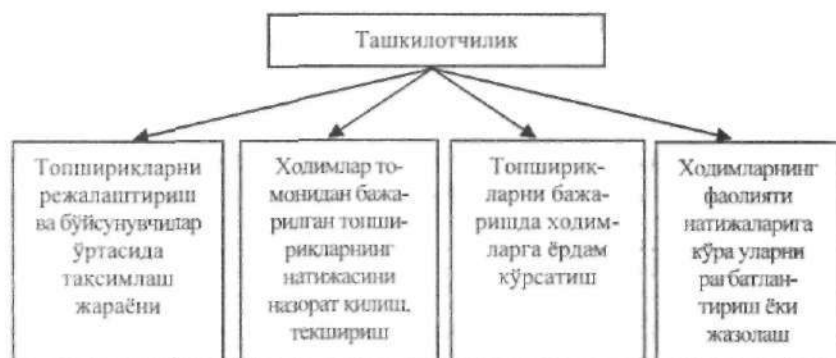 Ташкилотчилик
Топширикларни
режалаштириш
ва бўйсунувчилар
ўртасида
таксимлаш
жараёни
Ходимлар то-
монидан бажа-
рилган топши-
рикларнинг
натижасини
назорат килиш,
текшириш
Топширик-
ларни бажа-
ришда ходим-
ларга ёрдам
кўрсатиш
Ходимларнинг
фаолияти
натижаларига
кўра уларни
рағбатлан-
тириш ёки
жазолаш